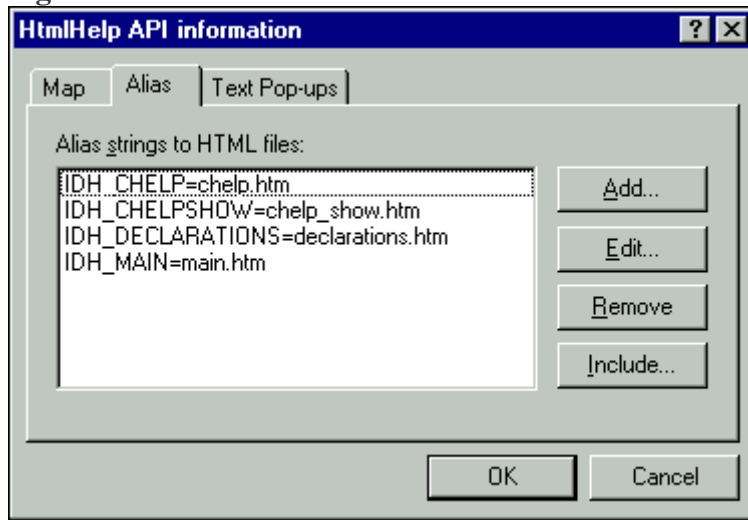 HtmlHelp API information
? ×
Map Alias Text Pop-ups
Alias strings to HTML files:
IDH_CHELP=chelp.htm
IDH_CHELPSHOW=chelp_show.htm
IDH_DECLARATIONS=declarations.htm
IDH_MAIN=main.htm
Add...
Edit...
Remove
Include...
OK Cancel